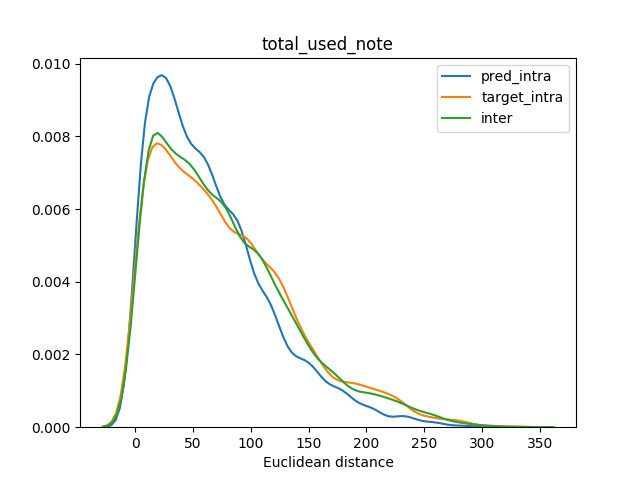 total_used_note
0.010
0.008
0.006
0.004
0.002
0.000
pred_intra
target_intra
inter
0 50 100 150 200 250 300 350
Euclidean distance